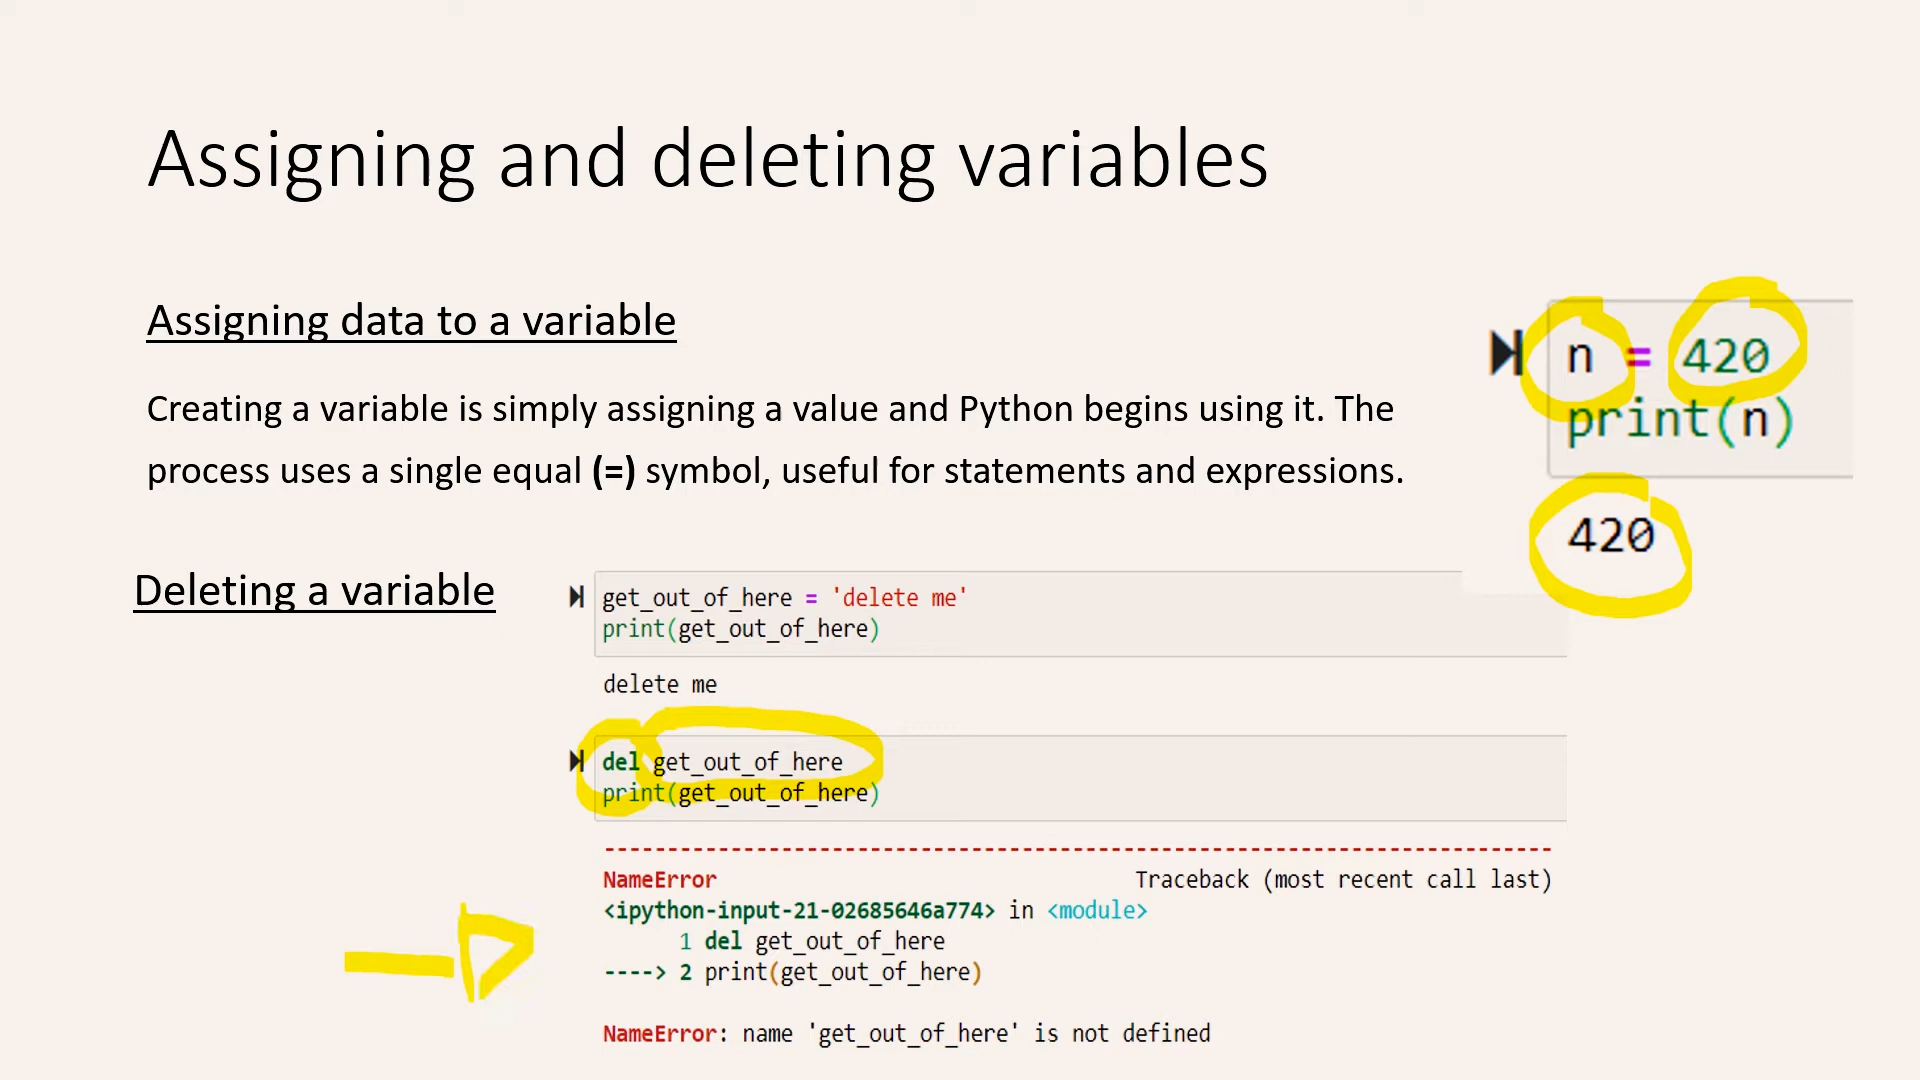 Assigning and deleting variables
Assigning data to a variable
Creating a variable is simply assigning a value and Python begins using it. The
process uses a single equal (=) symbol, useful for statements and expressions.
n = 420
print(n)
420
Deleting a variable
get_out_of_here = 'delete me'
print(get_out_of_here)
delete me
del get_out_of_here
print(get_out_of_here)
---------------------------------------------------------------------------
NameError Traceback (most recent call last)
<ipython-input-21-02685646a774> in <module>
1 del get_out_of_here
----> 2 print(get_out_of_here)
NameError: name 'get_out_of_here' is not defined